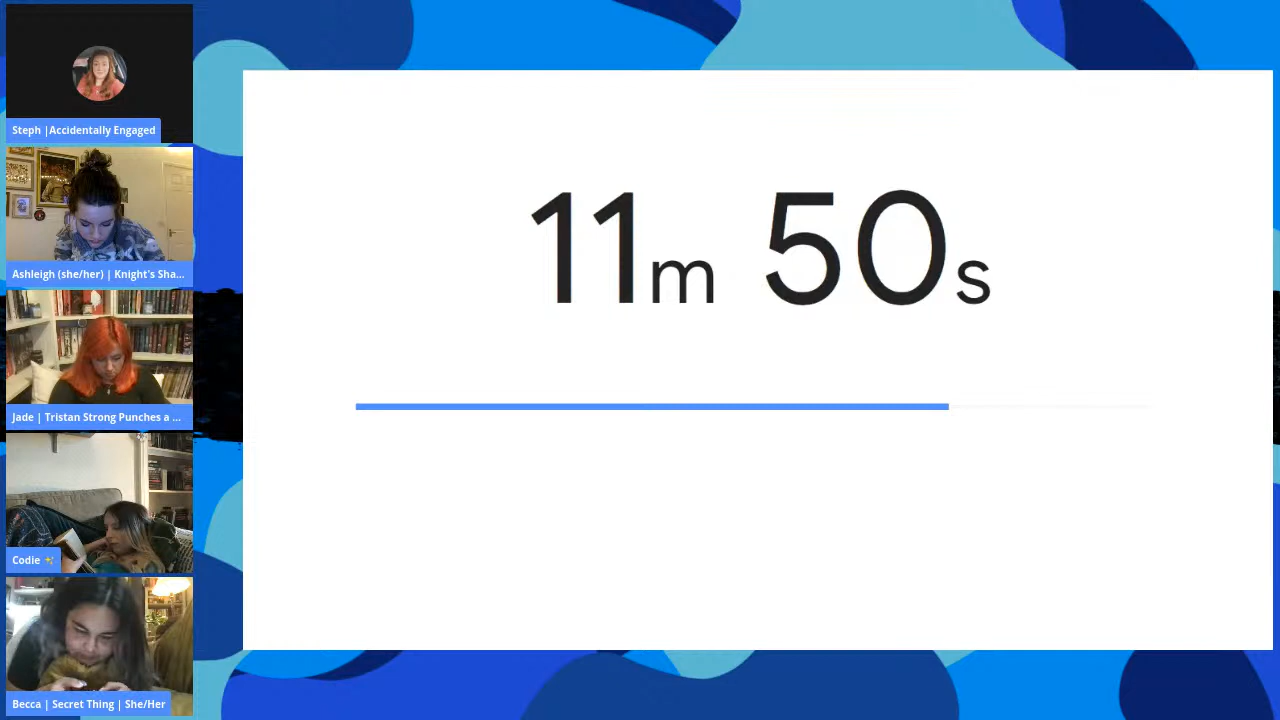 Steph |Accidentally Engaged
11m 50s
Ashleigh (she/her) | Knight's Sha...
Jade | Tristan Strong Punches a ...
Codie ✨
Becca | Secret Thing | She/Her